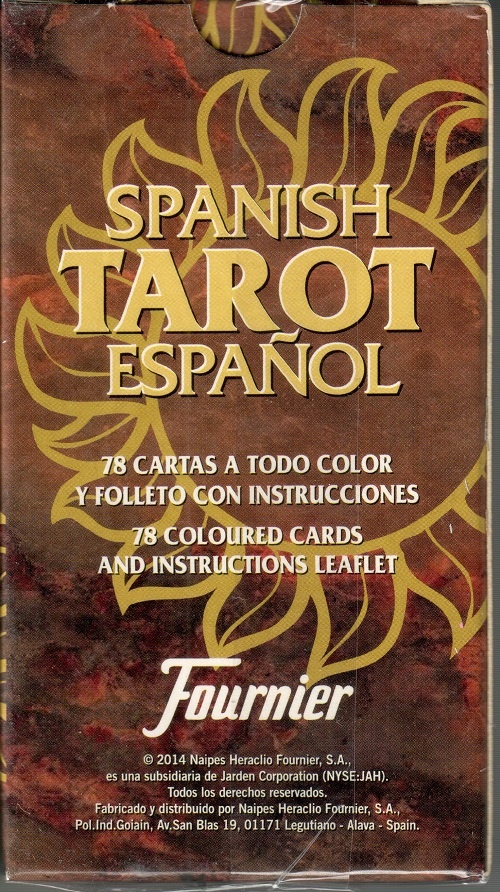 SPANISH
TAROT
ESPAÑOL
78 CARTAS A TODO COLOR
Y FOLLETO CON INSTRUCCIONES
78 COLOURED CARDS
AND INSTRUCTIONS LEAFLET
Fournier
© 2014 Naipes Heraclio Fournier, S.A.,
es una subsidiaria de Jarden Corporation (NYSE:JAH).
Todos los derechos reservados.
Fabricado y distribuido por Naipes Heraclio Fournier, S.A.,
Pol.Ind.Goiain, Av.San Blas 19, 01171 Legutiano - Alava - Spain.